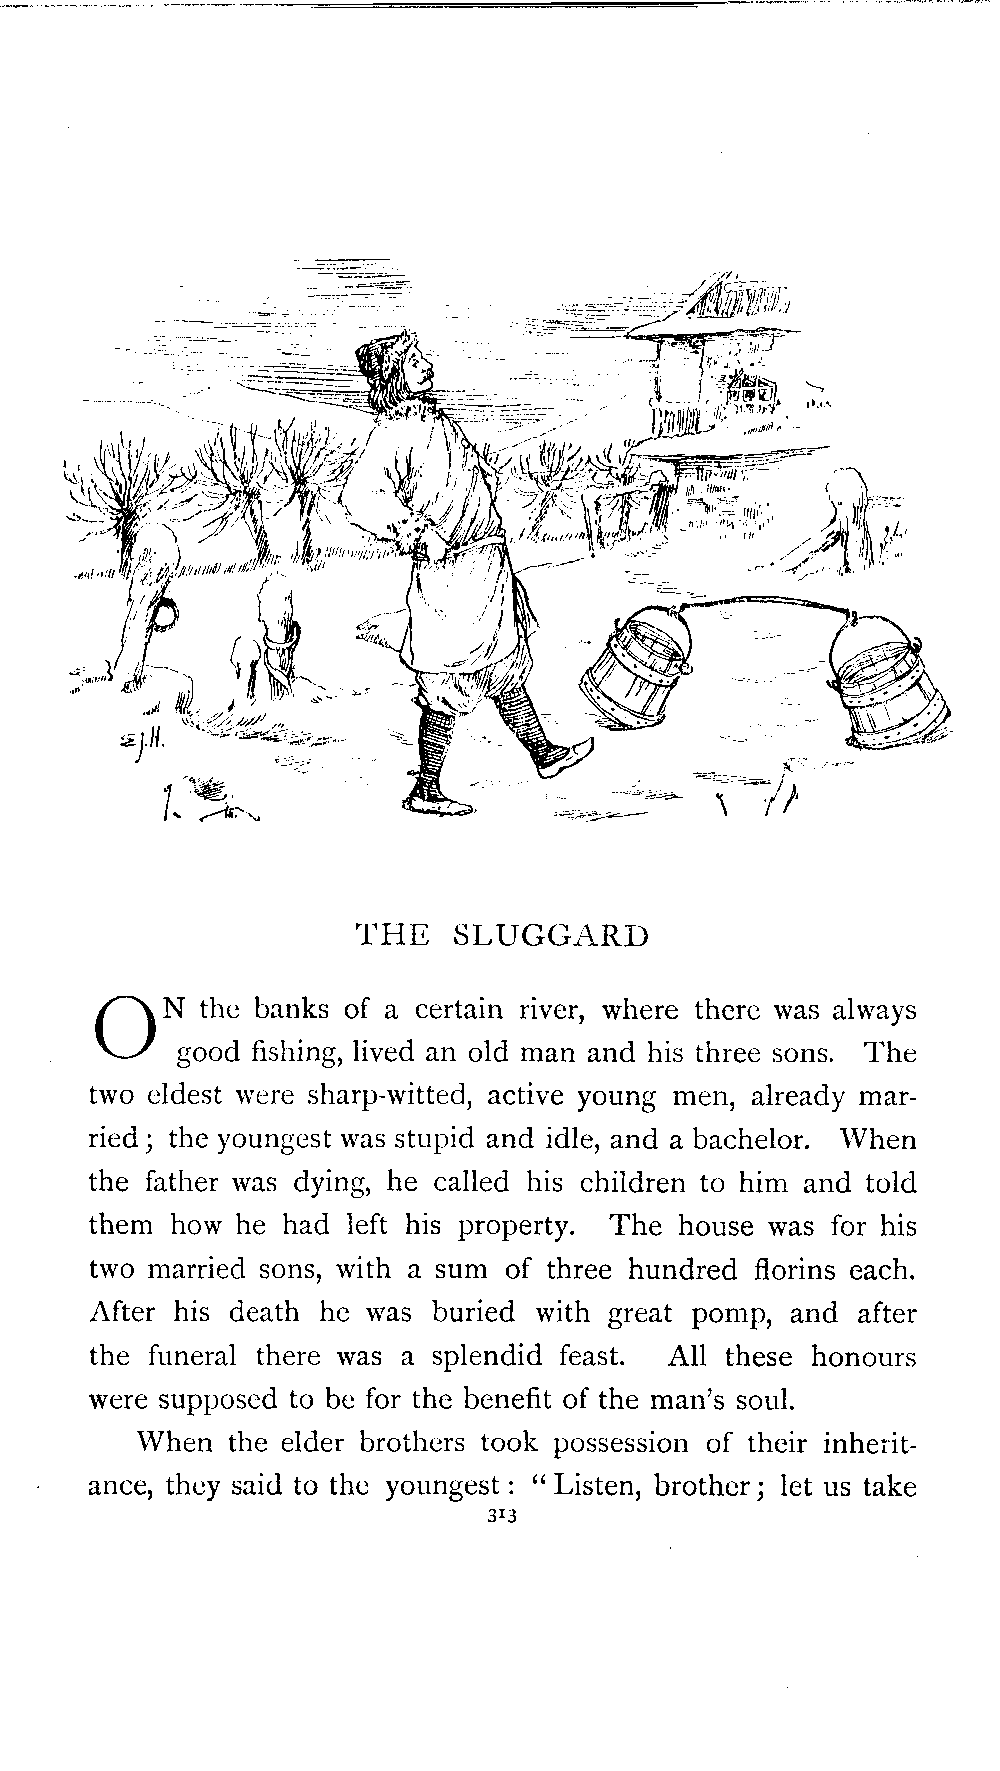 E.J.H.
THE SLUGGARD
ON the banks of a certain river, where there was always
good fishing, lived an old man and his three sons. The
two eldest were sharp-witted, active young men, already mar-
ried; the youngest was stupid and idle, and a bachelor. When
the father was dying, he called his children to him and told
them how he had left his property. The house was for his
two married sons, with a sum of three hundred florins each.
After his death he was buried with great pomp, and after
the funeral there was a splendid feast. All these honours
were supposed to be for the benefit of the man's soul.
When the elder brothers took possession of their inherit-
ance, they said to the youngest: "Listen, brother; let us take
313